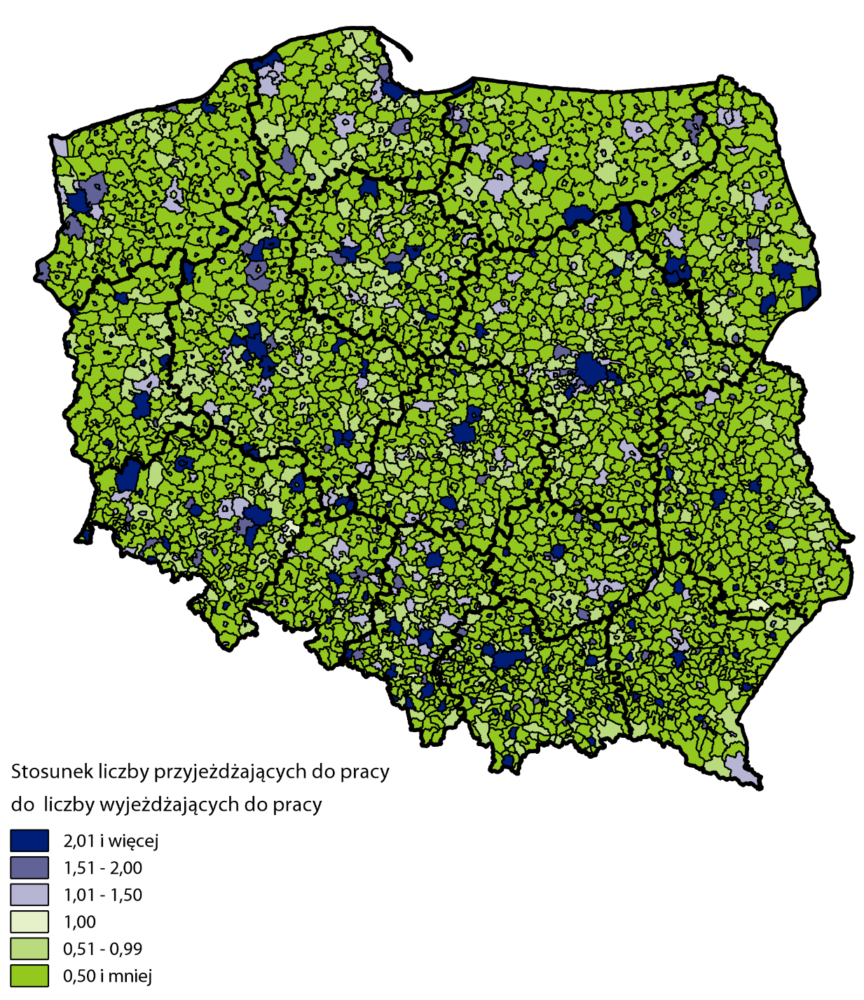 Stosunek liczby przyjeżdżających do pracy
do liczby wyjeżdżających do pracy
2,01 i więcej
1,51 - 2,00
1,01 - 1,50
1,00
0,51 - 0,99
0,50 i mniej